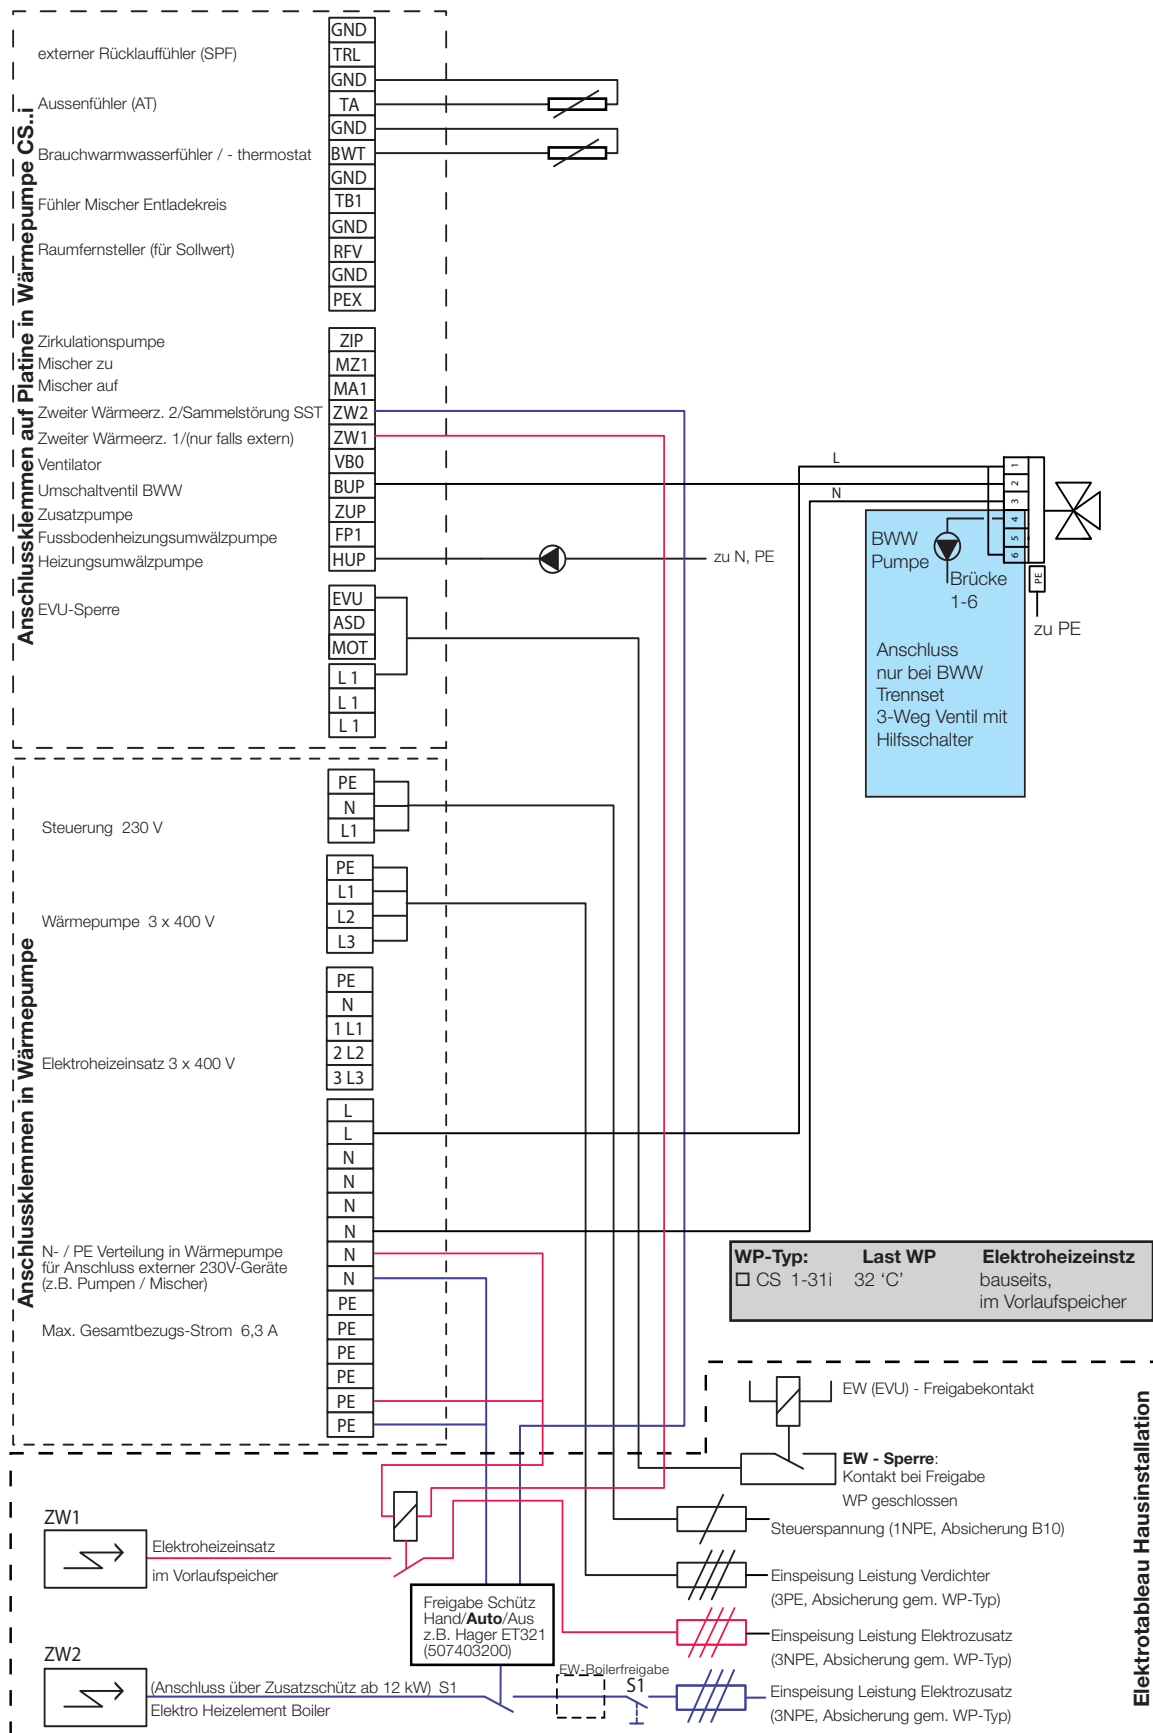 Anschlussklemmen auf Platine in Wärmepumpe CS..i
GND
externer Rücklauffühler (SPF) TRL
GND
Aussenfühler (AT) TA
GND
Brauchwarmwasserfühler / - thermostat BWT
GND
Fühler Mischer Entladekreis TB1
GND
Raumfernsteller (für Sollwert) RFV
GND
PEX
Zirkulationspumpe ZIP
Mischer zu MZ1
Mischer auf MA1
Zweiter Wärmeerz. 2/Sammelstörung SST ZW2
Zweiter Wärmeerz. 1/(nur falls extern) ZW1
Ventilator VB0
Umschaltventil BWW BUP
Zusatzpumpe ZUP
Fussbodenheizungsumwälzpumpe FP1
Heizungsumwälzpumpe HUP
zu N, PE
EVU-Sperre EVU
ASD
MOT
L 1
L 1
L 1
L
N
1
2
3
4
5
6
PE
zu PE
BWW
Pumpe
Brücke
1-6
Anschluss
nur bei BWW
Trennset
3-Weg Ventil mit
Hilfsschalter
Anschlussklemmen in Wärmepumpe
PE
N
Steuerung 230 V L1
PE
L1
Wärmepumpe 3 x 400 V L2
L3
PE
N
1 L1
Elektroheizeinsatz 3 x 400 V 2 L2
3 L3
L
L
N
N
N
N
N- / PE Verteilung in Wärmepumpe N
für Anschluss externer 230V-Geräte
(z.B. Pumpen / Mischer) N
PE
Max. Gesamtbezugs-Strom 6,3 A PE
PE
PE
PE
PE
WP-Typ: Last WP Elektroheizeinstz
CS 1-31i 32 ‘C’ bauseits,
im Vorlaufspeicher
Elektrotableau Hausinstallation
EW (EVU) - Freigabekontakt
EW - Sperre:
Kontakt bei Freigabe
WP geschlossen
Steuerspannung (1NPE, Absicherung B10)
Einspeisung Leistung Verdichter
(3PE, Absicherung gem. WP-Typ)
Einspeisung Leistung Elektrozusatz
(3NPE, Absicherung gem. WP-Typ)
Einspeisung Leistung Elektrozusatz
(3NPE, Absicherung gem. WP-Typ)
ZW1
Elektroheizeinsatz
im Vorlaufspeicher
Freigabe Schütz
Hand/Auto/Aus
z.B. Hager ET321
(507403200)
ZW2
(Anschluss über Zusatzschütz ab 12 kW) S1
Elektro Heizelement Boiler
EW-Boilerfreigabe
S1